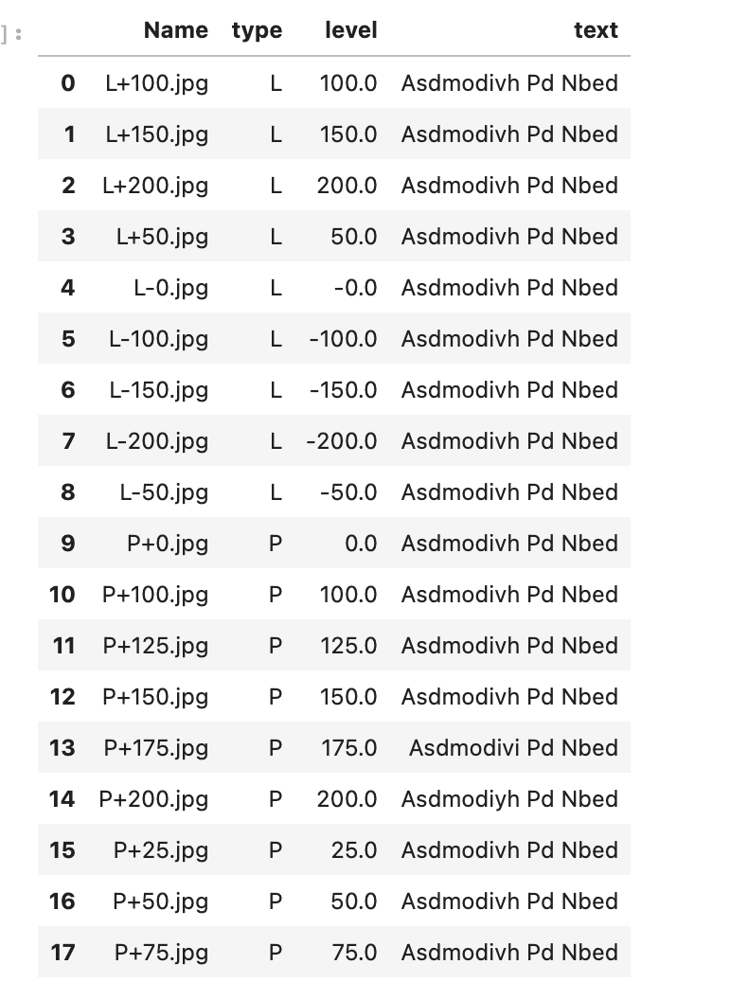 ]:
Name type level text
0 L+100.jpg L 100.0 Asdmodivh Pd Nbed
1 L+150.jpg L 150.0 Asdmodivh Pd Nbed
2 L+200.jpg L 200.0 Asdmodivh Pd Nbed
3 L+50.jpg L 50.0 Asdmodivh Pd Nbed
4 L-0.jpg L -0.0 Asdmodivh Pd Nbed
5 L-100.jpg L -100.0 Asdmodivh Pd Nbed
6 L-150.jpg L -150.0 Asdmodivh Pd Nbed
7 L-200.jpg L -200.0 Asdmodivh Pd Nbed
8 L-50.jpg L -50.0 Asdmodivh Pd Nbed
9 P+0.jpg P 0.0 Asdmodivh Pd Nbed
10 P+100.jpg P 100.0 Asdmodivh Pd Nbed
11 P+125.jpg P 125.0 Asdmodivh Pd Nbed
12 P+150.jpg P 150.0 Asdmodivh Pd Nbed
13 P+175.jpg P 175.0 Asdmodivi Pd Nbed
14 P+200.jpg P 200.0 Asdmodiyh Pd Nbed
15 P+25.jpg P 25.0 Asdmodivh Pd Nbed
16 P+50.jpg P 50.0 Asdmodivh Pd Nbed
17 P+75.jpg P 75.0 Asdmodivh Pd Nbed